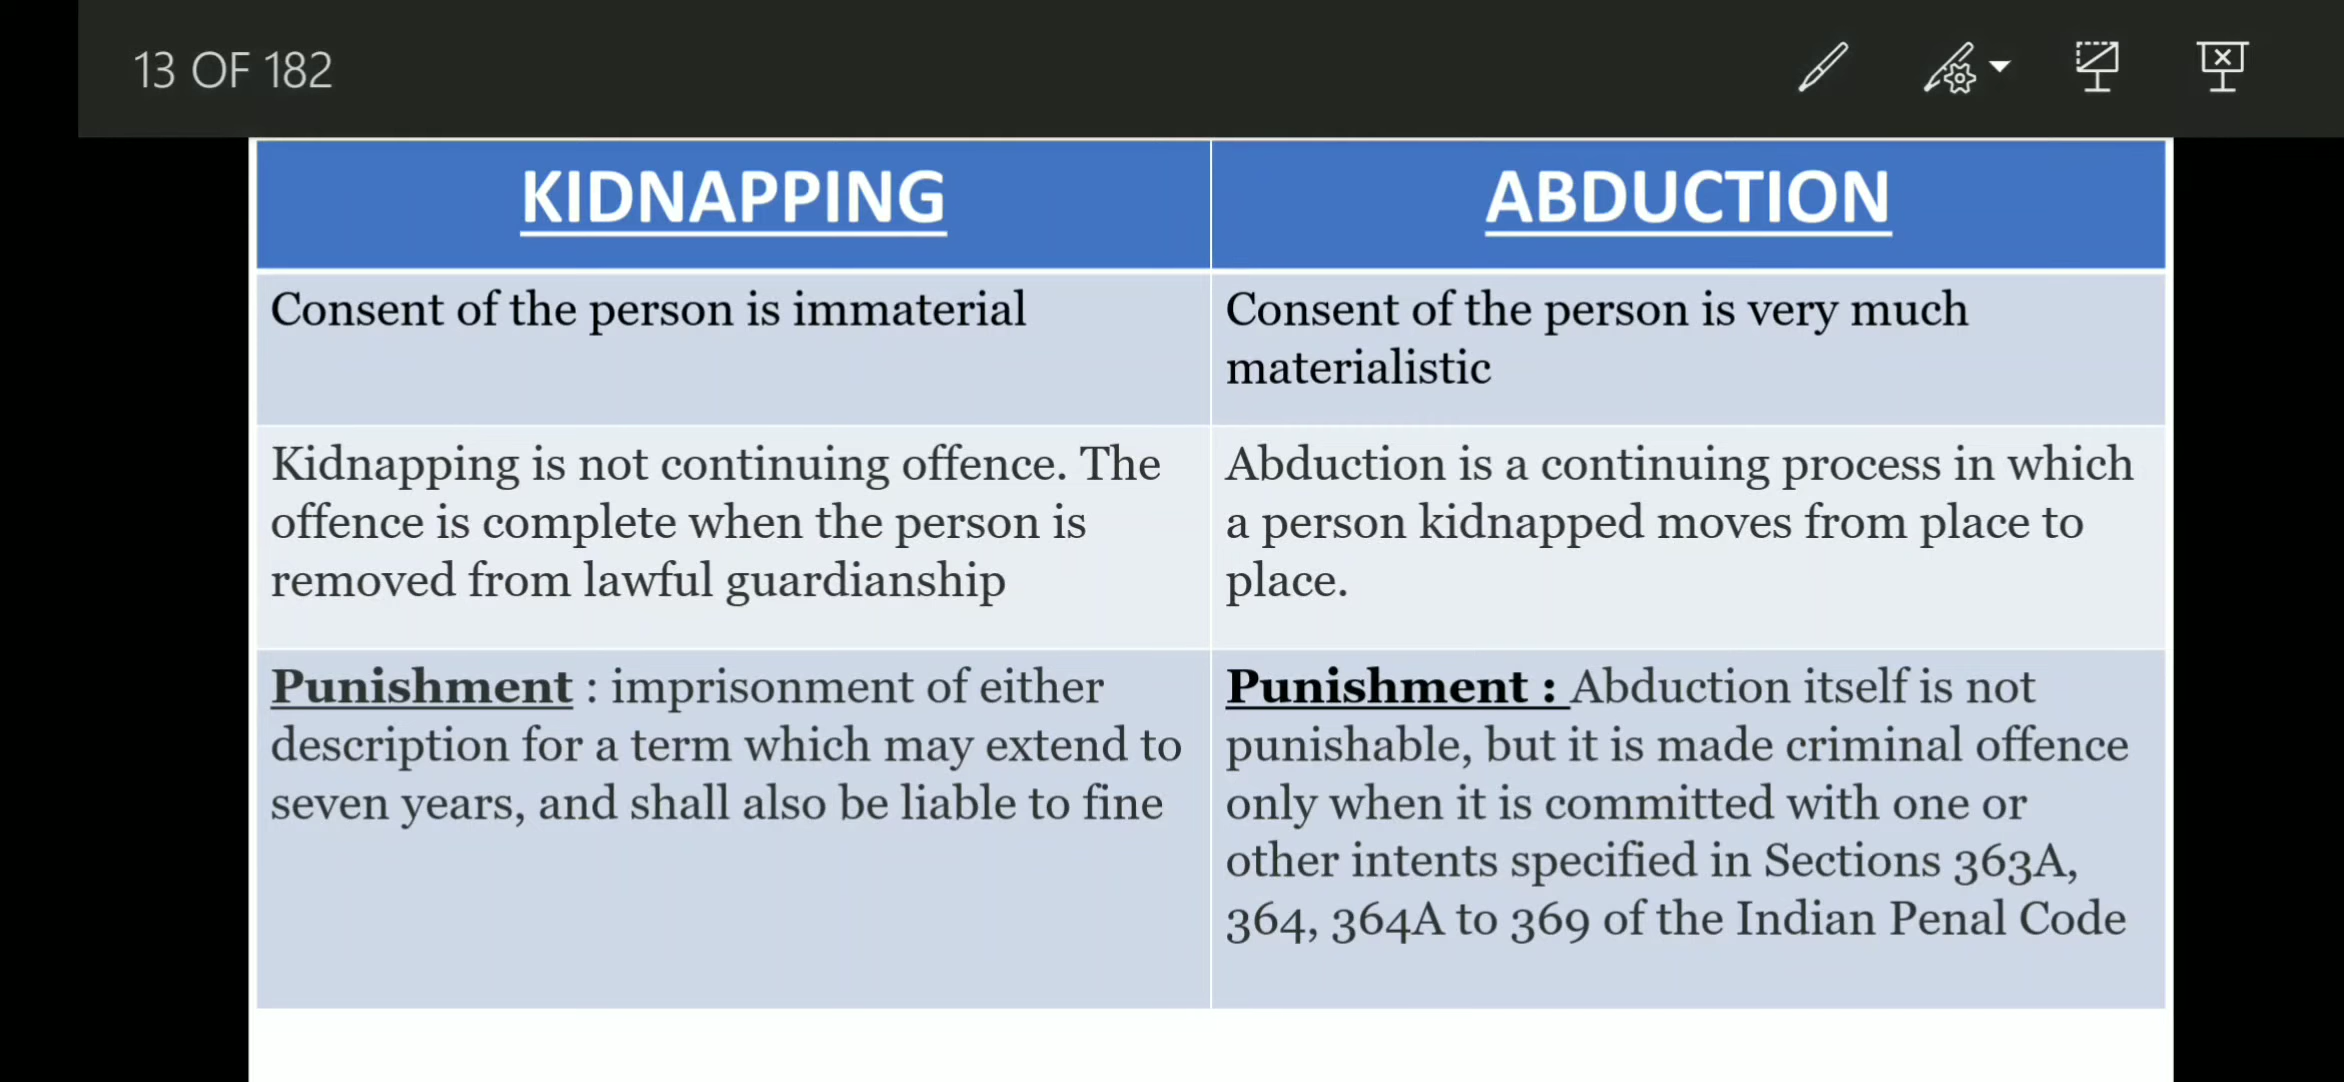 13 OF 182
KIDNAPPING
ABDUCTION
Consent of the person is immaterial
Consent of the person is very much
materialistic
Kidnapping is not continuing offence. The
offence is complete when the person is
removed from lawful guardianship
Abduction is a continuing process in which
a person kidnapped moves from place to
place.
Punishment : imprisonment of either
description for a term which may extend to
seven years, and shall also be liable to fine
Punishment : Abduction itself is not
punishable, but it is made criminal offence
only when it is committed with one or
other intents specified in Sections 363A,
364, 364A to 369 of the Indian Penal Code